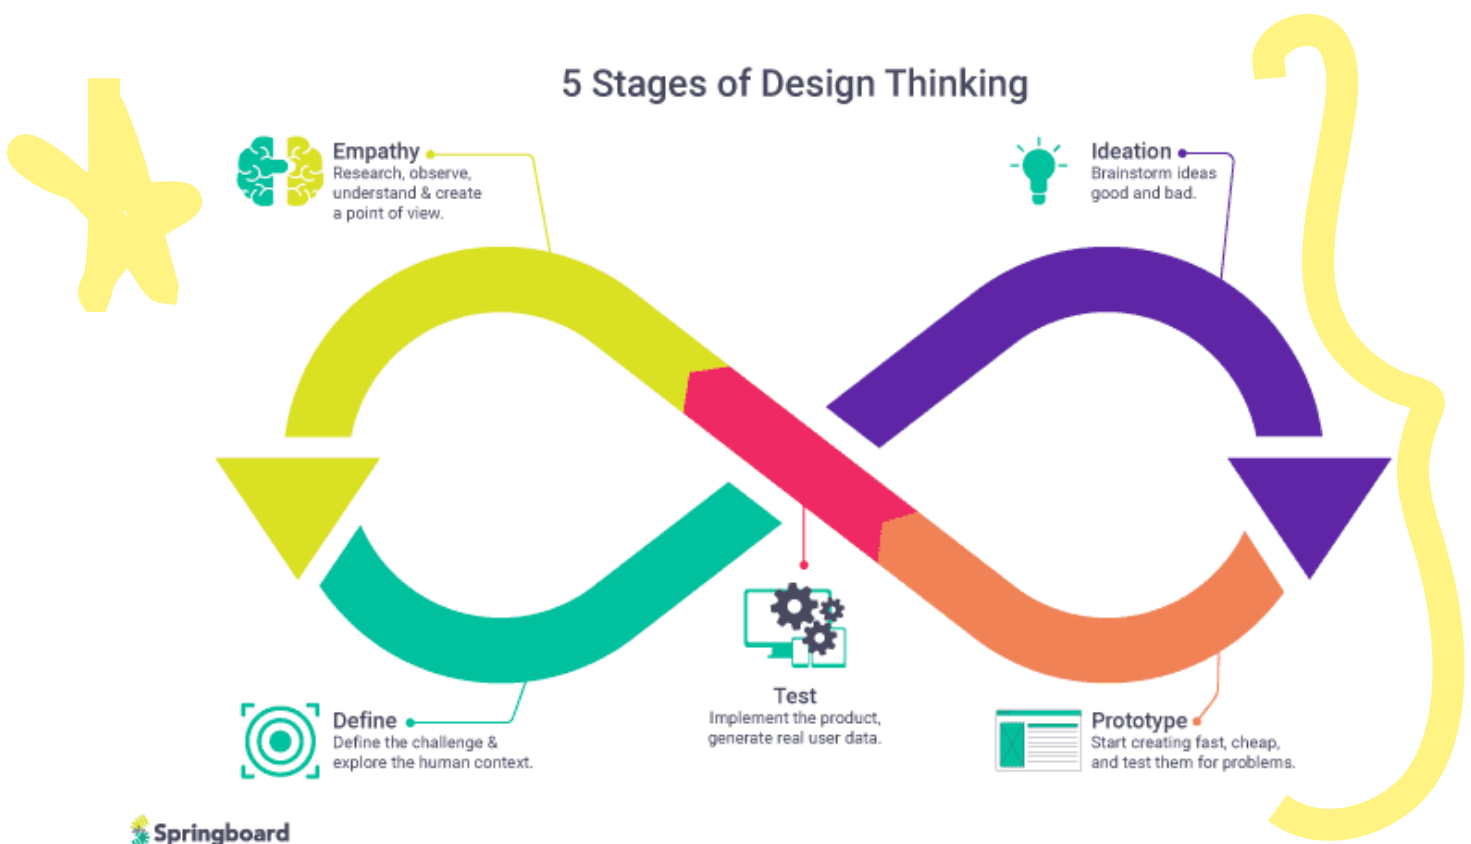 5 Stages of Design Thinking
Empathy
Research, observe,
understand & create
a point of view.
Ideation
Brainstorm ideas
good and bad.
Define
Define the challenge &
explore the human context.
Test
Implement the product,
generate real user data.
Prototype
Start creating fast, cheap,
and test them for problems.
Springboard